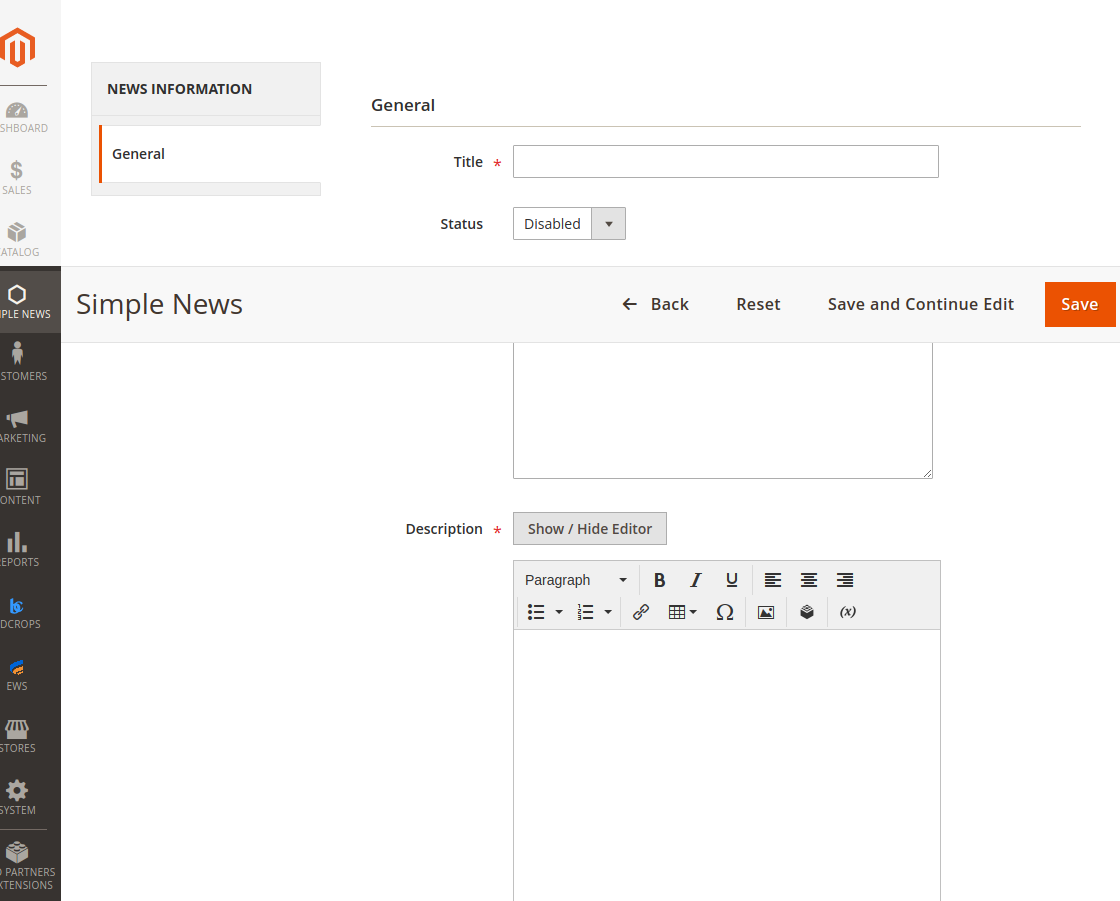 NEWS INFORMATION
General
General
Title *
Status Disabled
SHBOARD
SALES
ATALOG
Simple News
Back
Reset
Save and Continue Edit
Save
MPLE NEWS
STOMERS
ARKETING
ONTENT
EPORTS
DCROPS
EWS
STORES
SYSTEM
PARTNERS
XTENSIONS
Description *
Show / Hide Editor
Paragraph
B I U
Ω (x)